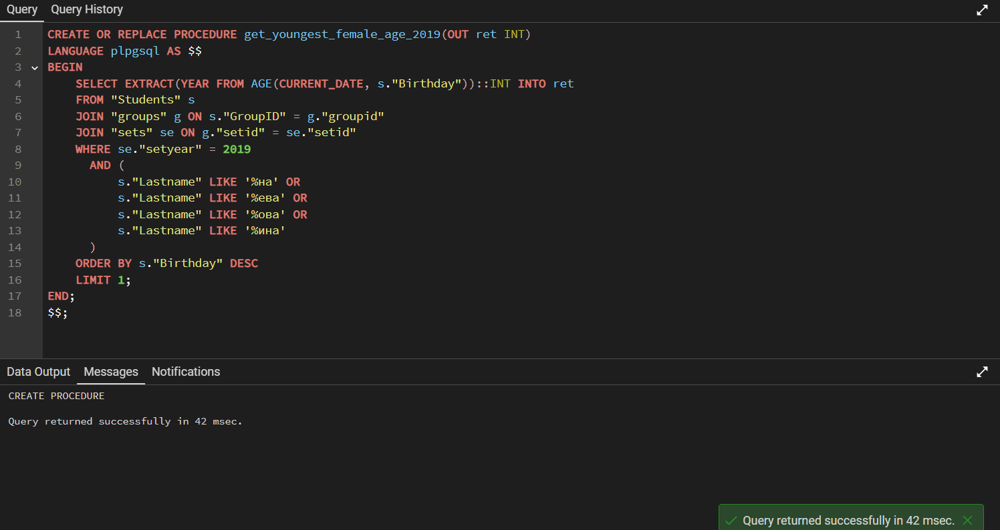 Query Query History
1 CREATE OR REPLACE PROCEDURE get_youngest_female_age_2019(OUT ret INT)
2 LANGUAGE plpgsql AS $$
3 BEGIN
4     SELECT EXTRACT(YEAR FROM AGE(CURRENT_DATE, s."Birthday"))::INT INTO ret
5     FROM "Students" s
6     JOIN "groups" g ON s."GroupID" = g."groupid"
7     JOIN "sets" se ON g."setid" = se."setid"
8     WHERE se."setyear" = 2019
9       AND (
10           s."Lastname" LIKE '%на' OR
11           s."Lastname" LIKE '%ева' OR
12           s."Lastname" LIKE '%ова' OR
13           s."Lastname" LIKE '%ина'
14       )
15     ORDER BY s."Birthday" DESC
16     LIMIT 1;
17 END;
18 $$;
Data Output Messages Notifications
CREATE PROCEDURE
Query returned successfully in 42 msec.
Query returned successfully in 42 msec.